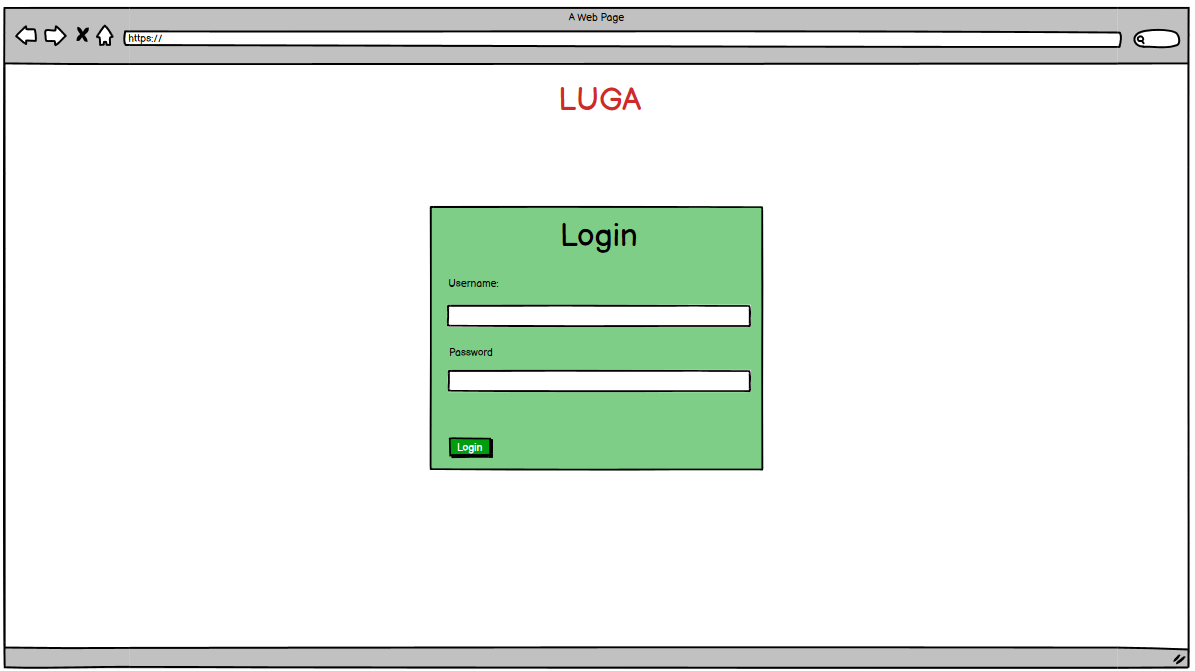 A Web Page
https://
LUGA
Login
Username:
Password
Login